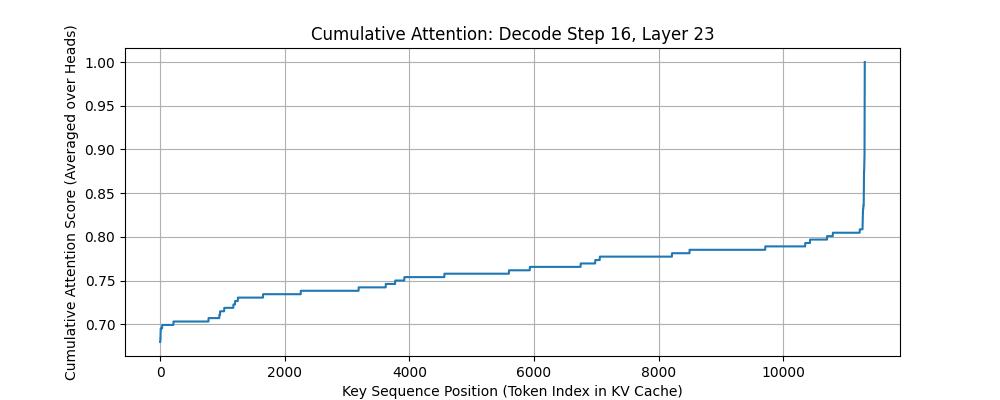 Cumulative Attention: Decode Step 16, Layer 23
Cumulative Attention Score (Averaged over Heads)
1.00
0.95
0.90
0.85
0.80
0.75
0.70
0 2000 4000 6000 8000 10000
Key Sequence Position (Token Index in KV Cache)